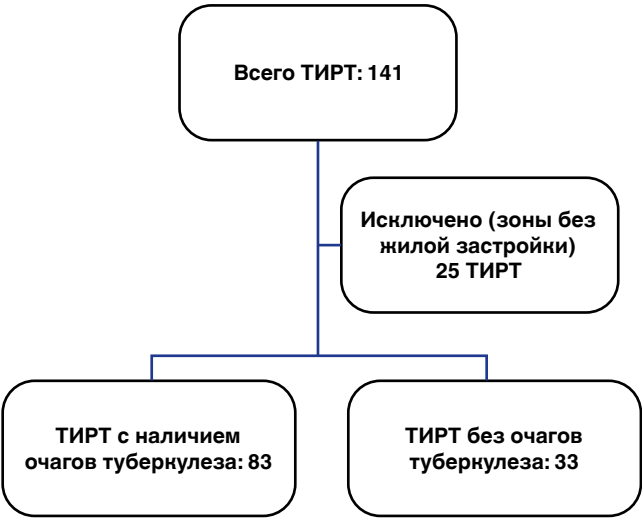 Всего ТИРТ: 141
Исключено (зоны без
жилой застройки)
25 ТИРТ
ТИРТ с наличием
очагов туберкулеза: 83
ТИРТ без очагов
туберкулеза: 33